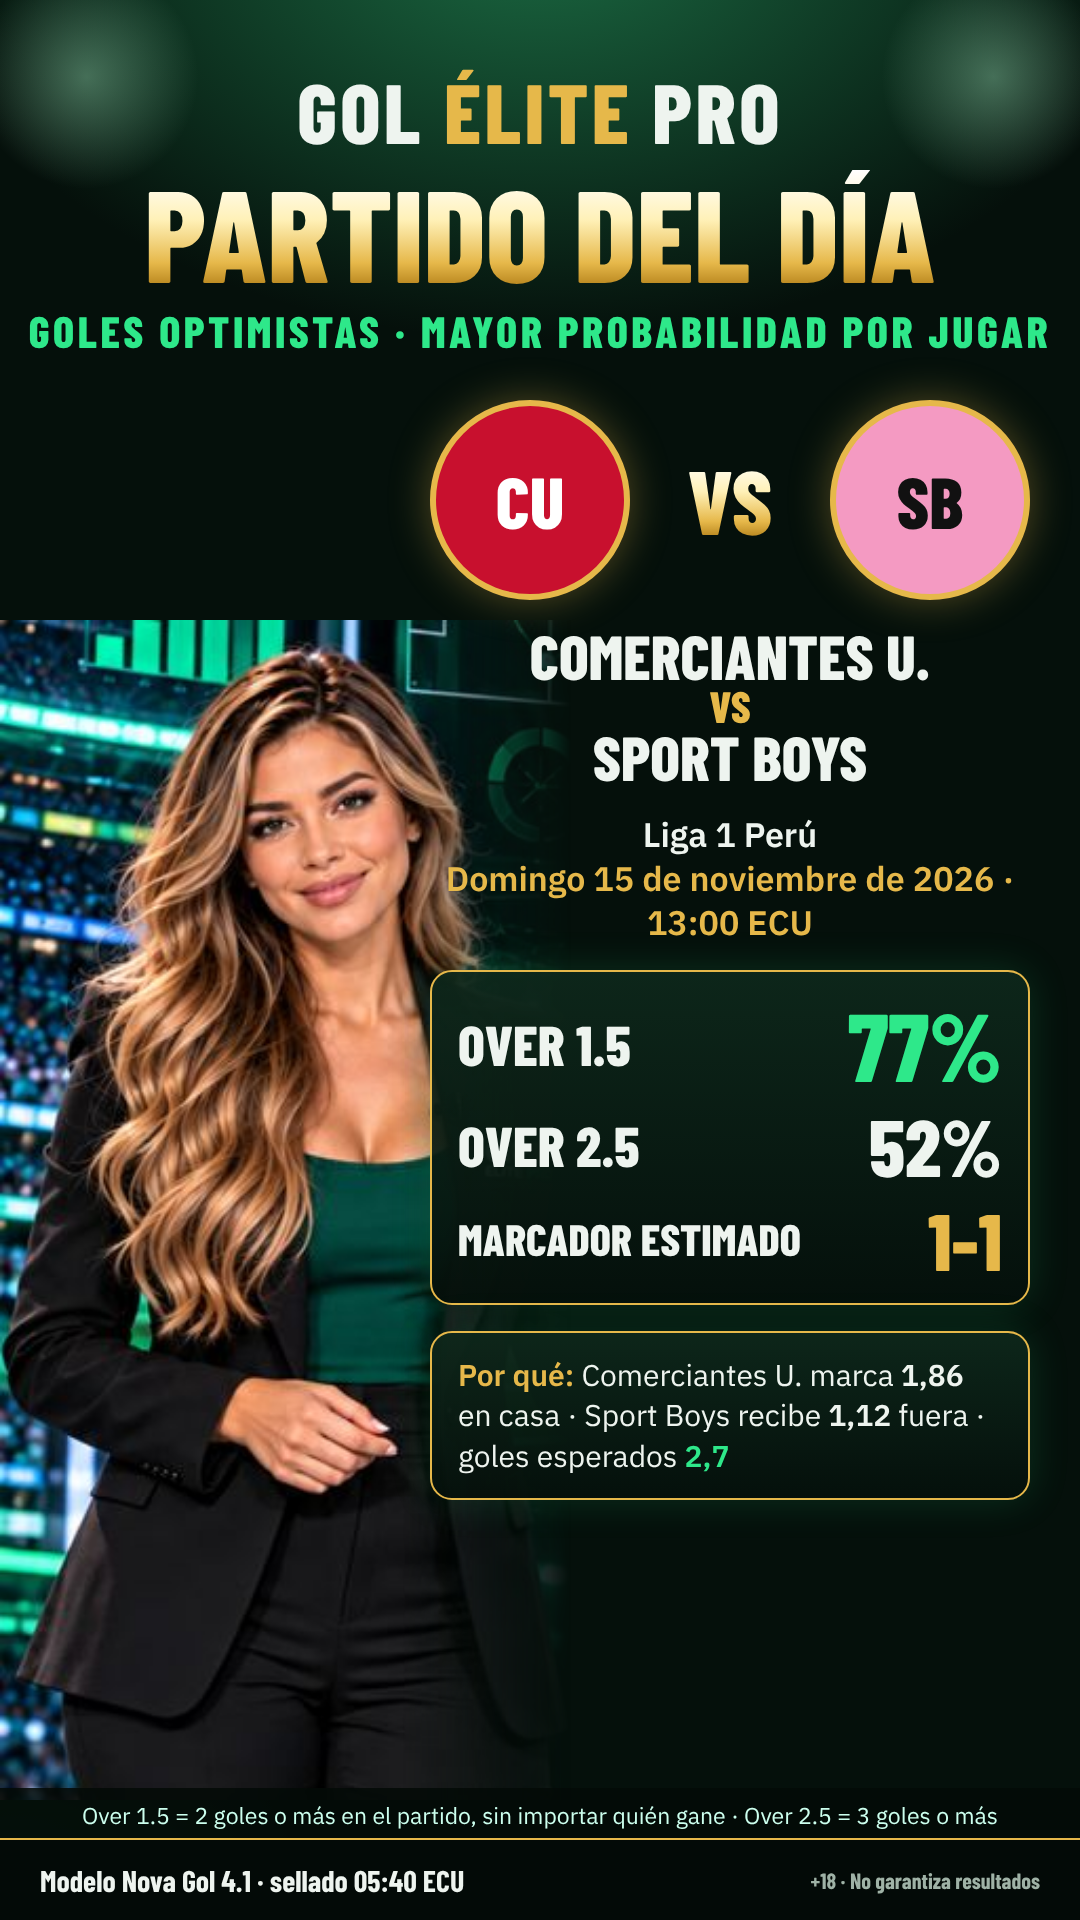 GOL ÉLITE PRO
PARTIDO DEL DÍA
GOLES OPTIMISTAS · MAYOR PROBABILIDAD POR JUGAR
CU VS SB
COMERCIANTES U.
VS
SPORT BOYS
Liga 1 Perú
Domingo 15 de noviembre de 2026 ·
13:00 ECU
OVER 1.5 77%
OVER 2.5 52%
MARCADOR ESTIMADO 1-1
Por qué: Comerciantes U. marca 1,86
en casa · Sport Boys recibe 1,12 fuera ·
goles esperados 2,7
Over 1.5 = 2 goles o más en el partido, sin importar quién gane · Over 2.5 = 3 goles o más
Modelo Nova Gol 4.1 · sellado 05:40 ECU
+18 · No garantiza resultados